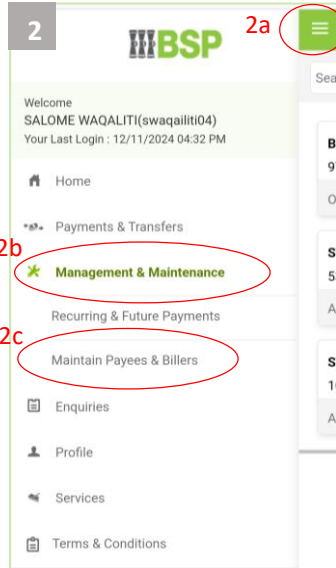 2
BSP
2a
Welcome
SALOME WAQALITI(swaqailiti04)
Your Last Login : 12/11/2024 04:32 PM
Home
Payments & Transfers
2b
Management & Maintenance
Recurring & Future Payments
2c
Maintain Payees & Billers
Enquiries
Profile
Services
Terms & Conditions